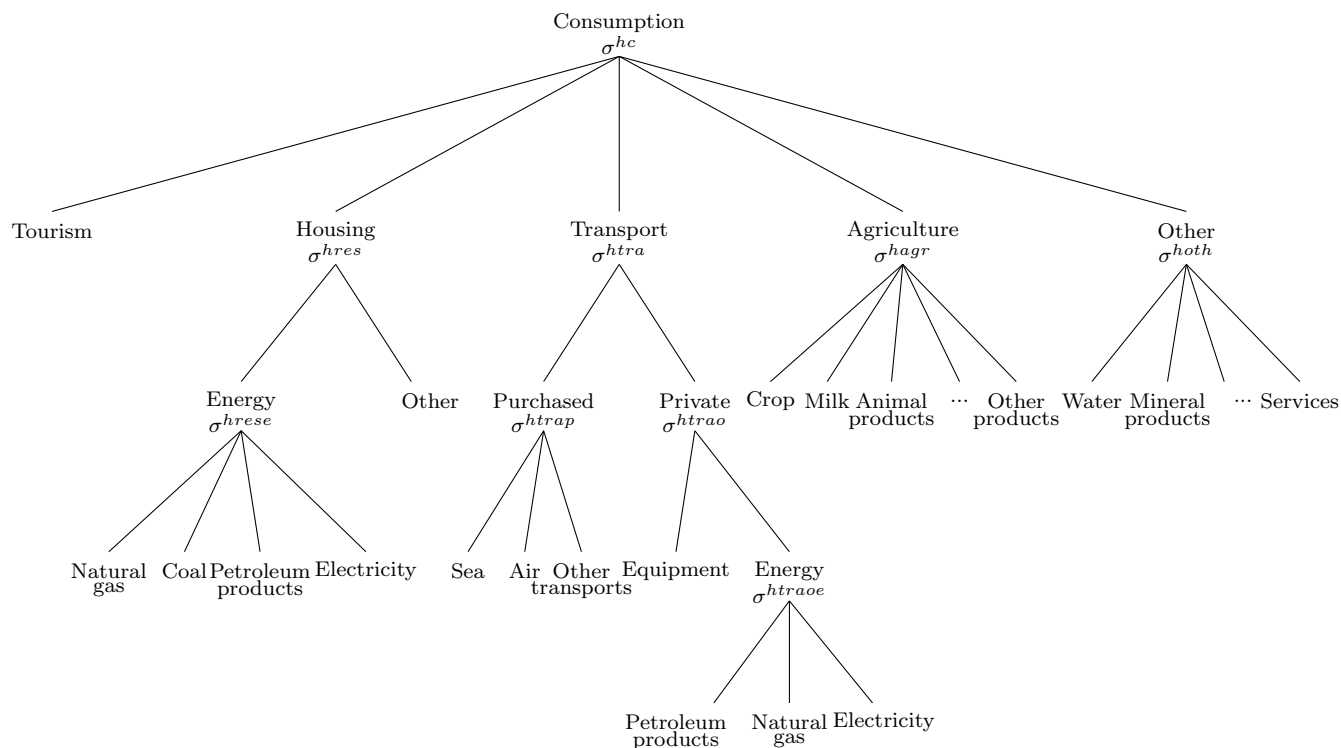 Consumption
σ^{hc}
Tourism
Housing
σ^{hres}
Transport
σ^{htra}
Agriculture
σ^{hagr}
Other
σ^{hoth}
Energy
σ^{hrese}
Other
Purchased
σ^{htrap}
Private
σ^{htrao}
Crop
Milk
Animal
products
...
Other
products
Water
Mineral
products
...
Services
Natural
gas
Coal
Petroleum
products
Electricity
Sea
Air
Other
transports
Equipment
Energy
σ^{htraoe}
Petroleum
products
Natural
gas
Electricity